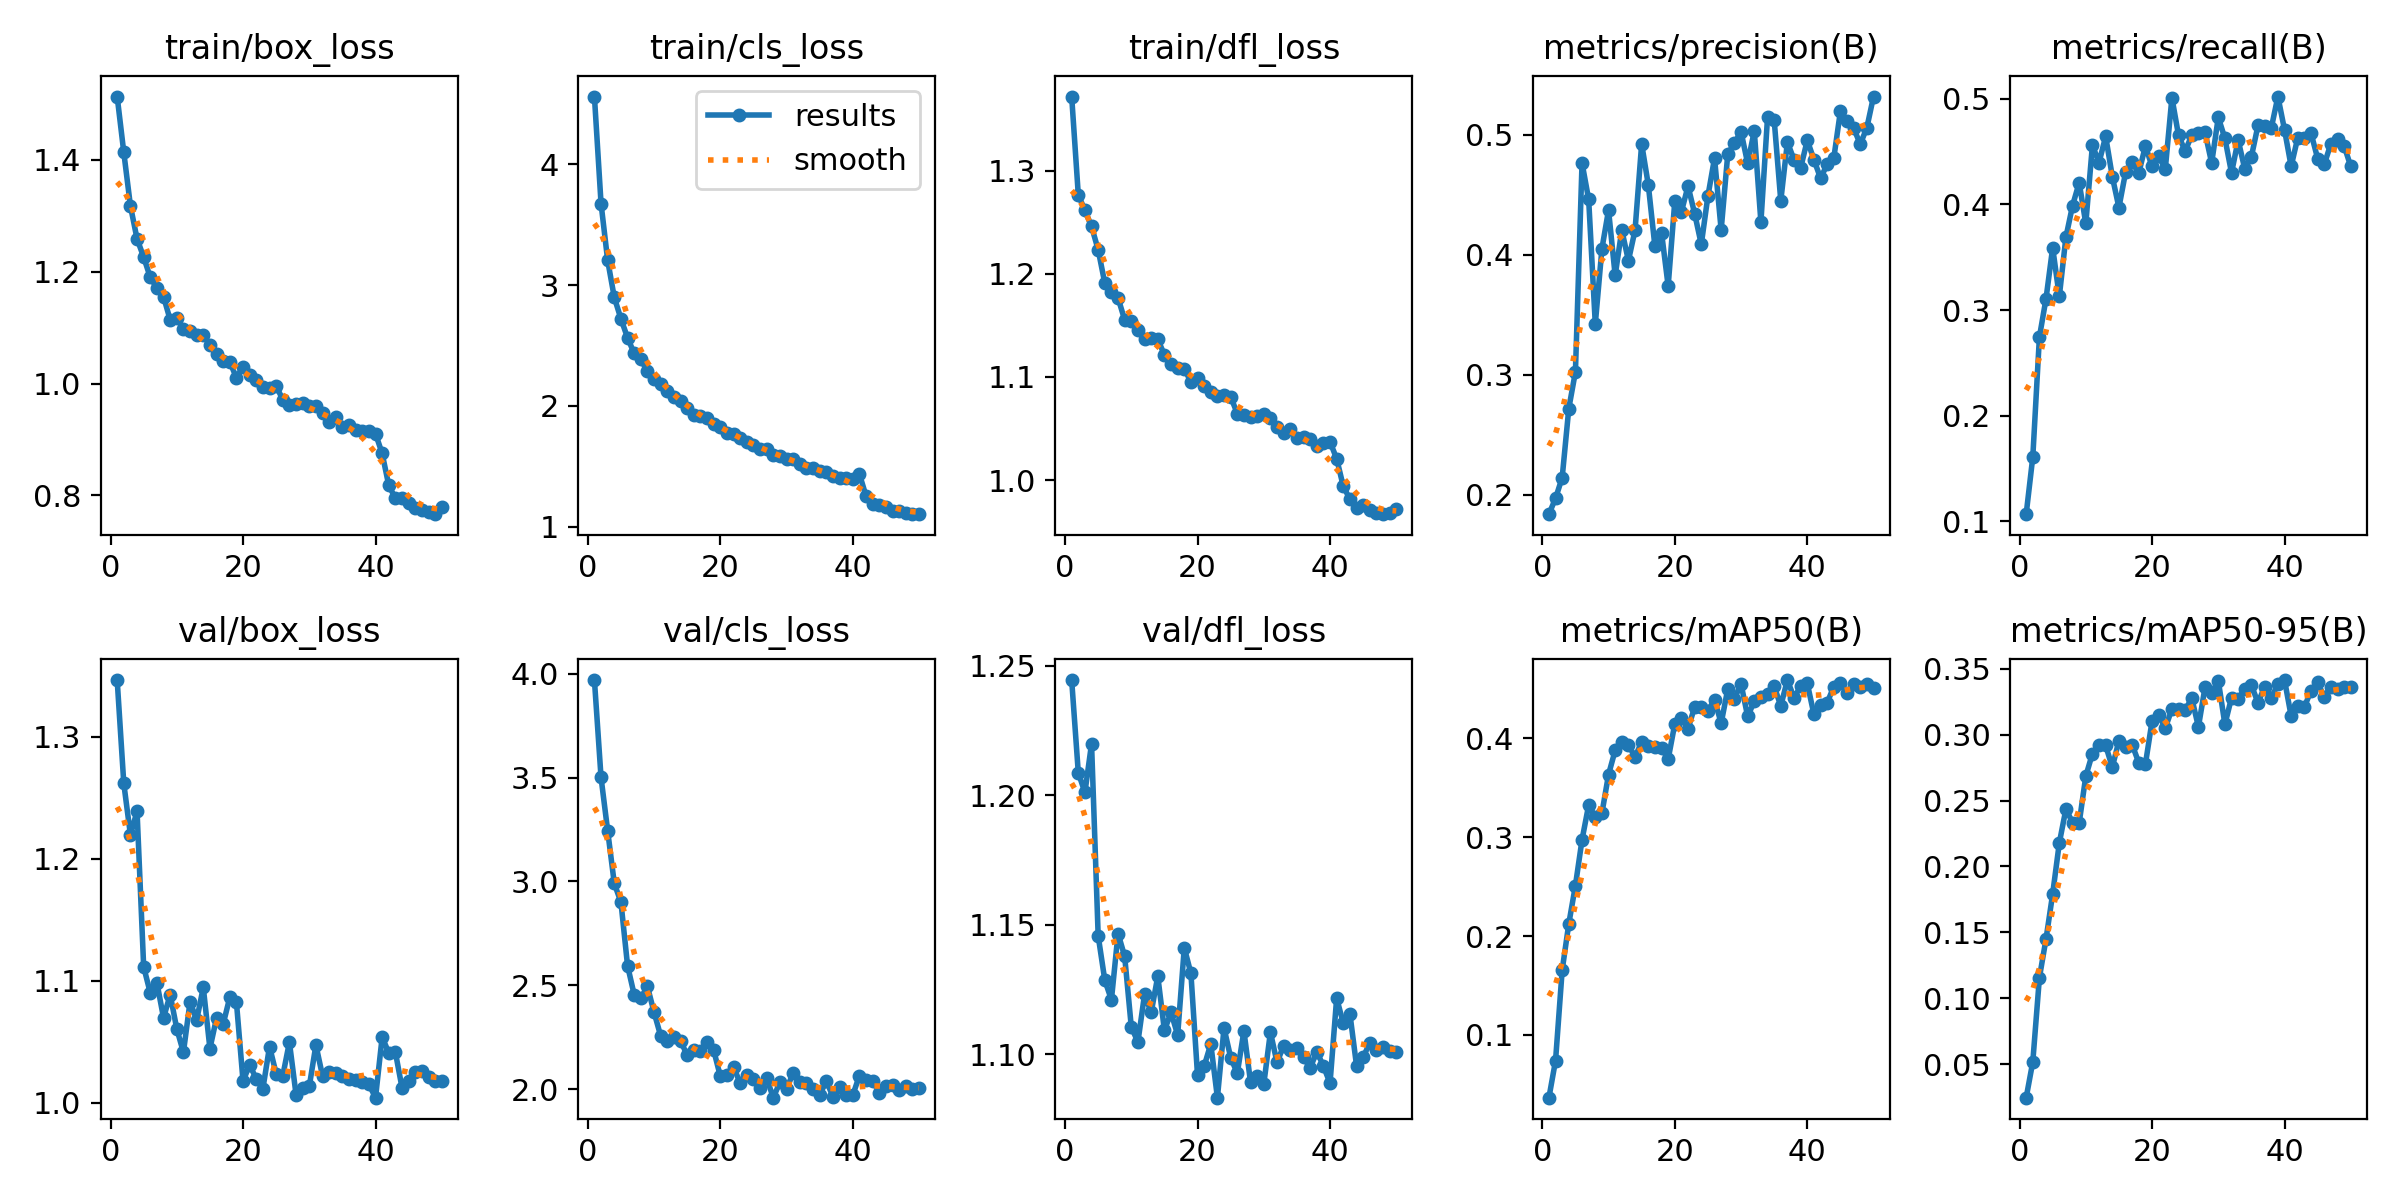 train/box_loss
1.4
1.2
1.0
0.8
0 20 40
train/cls_loss
results
smooth
4
3
2
1
0 20 40
train/dfl_loss
1.3
1.2
1.1
1.0
0 20 40
metrics/precision(B)
0.5
0.4
0.3
0.2
0 20 40
metrics/recall(B)
0.5
0.4
0.3
0.2
0.1
0 20 40
val/box_loss
1.3
1.2
1.1
1.0
0 20 40
val/cls_loss
4.0
3.5
3.0
2.5
2.0
0 20 40
val/dfl_loss
1.25
1.20
1.15
1.10
0 20 40
metrics/mAP50(B)
0.4
0.3
0.2
0.1
0 20 40
metrics/mAP50-95(B)
0.35
0.30
0.25
0.20
0.15
0.10
0.05
0 20 40